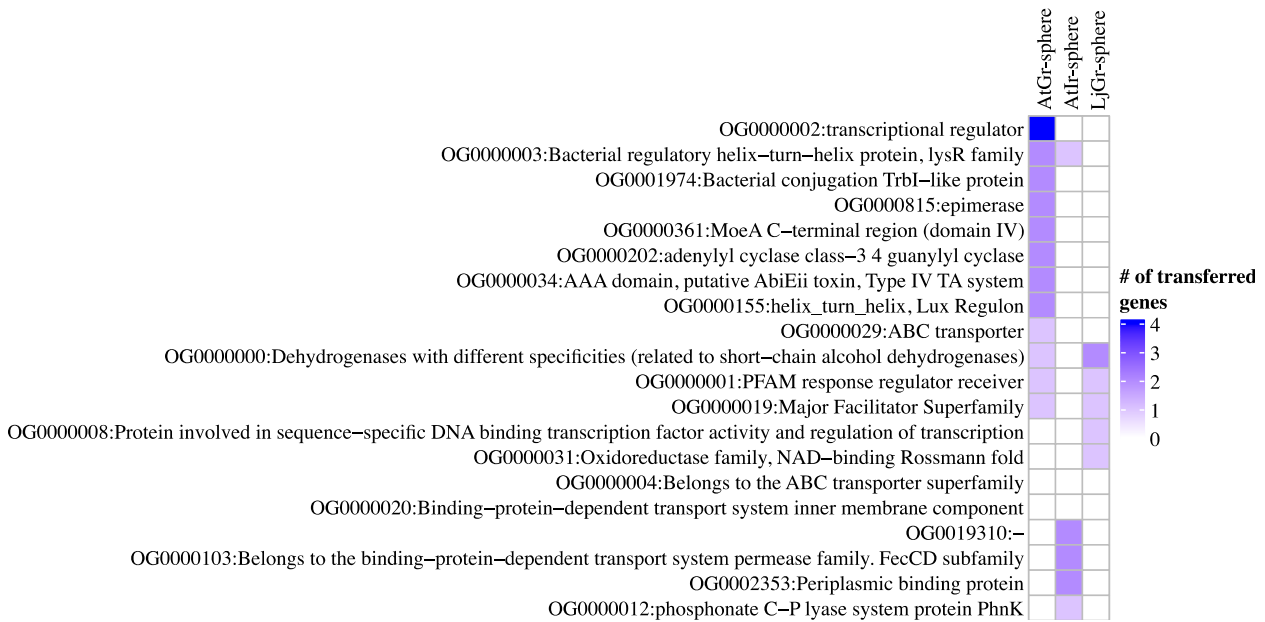 AtGr-sphere
AtIr-sphere
LjGr-sphere
OG0000002:transcriptional regulator
OG0000003:Bacterial regulatory helix−turn−helix protein, lysR family
OG0001974:Bacterial conjugation TrbI−like protein
OG0000815:epimerase
OG0000361:MoeA C−terminal region (domain IV)
OG0000202:adenylyl cyclase class−3 4 guanylyl cyclase
OG0000034:AAA domain, putative AbiEii toxin, Type IV TA system
OG0000155:helix_turn_helix, Lux Regulon
OG0000029:ABC transporter
OG0000000:Dehydrogenases with different specificities (related to short−chain alcohol dehydrogenases)
OG0000001:PFAM response regulator receiver
OG0000019:Major Facilitator Superfamily
OG0000008:Protein involved in sequence−specific DNA binding transcription factor activity and regulation of transcription
OG0000031:Oxidoreductase family, NAD−binding Rossmann fold
OG0000004:Belongs to the ABC transporter superfamily
OG0000020:Binding−protein−dependent transport system inner membrane component
OG0019310:−
OG0000103:Belongs to the binding−protein−dependent transport system permease family. FecCD subfamily
OG0002353:Periplasmic binding protein
OG0000012:phosphonate C−P lyase system protein PhnK
# of transferred
genes
4
3
2
1
0